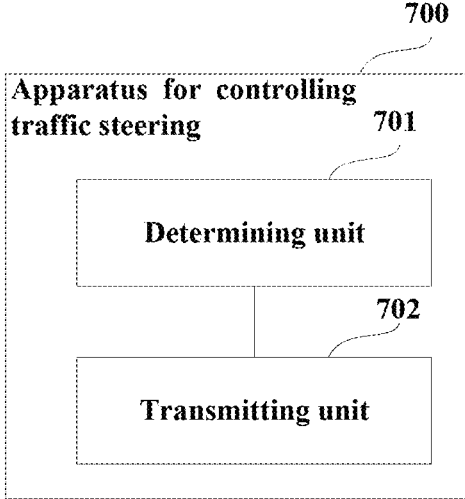 700
Apparatus for controlling
traffic steering
701
Determining unit
702
Transmitting unit